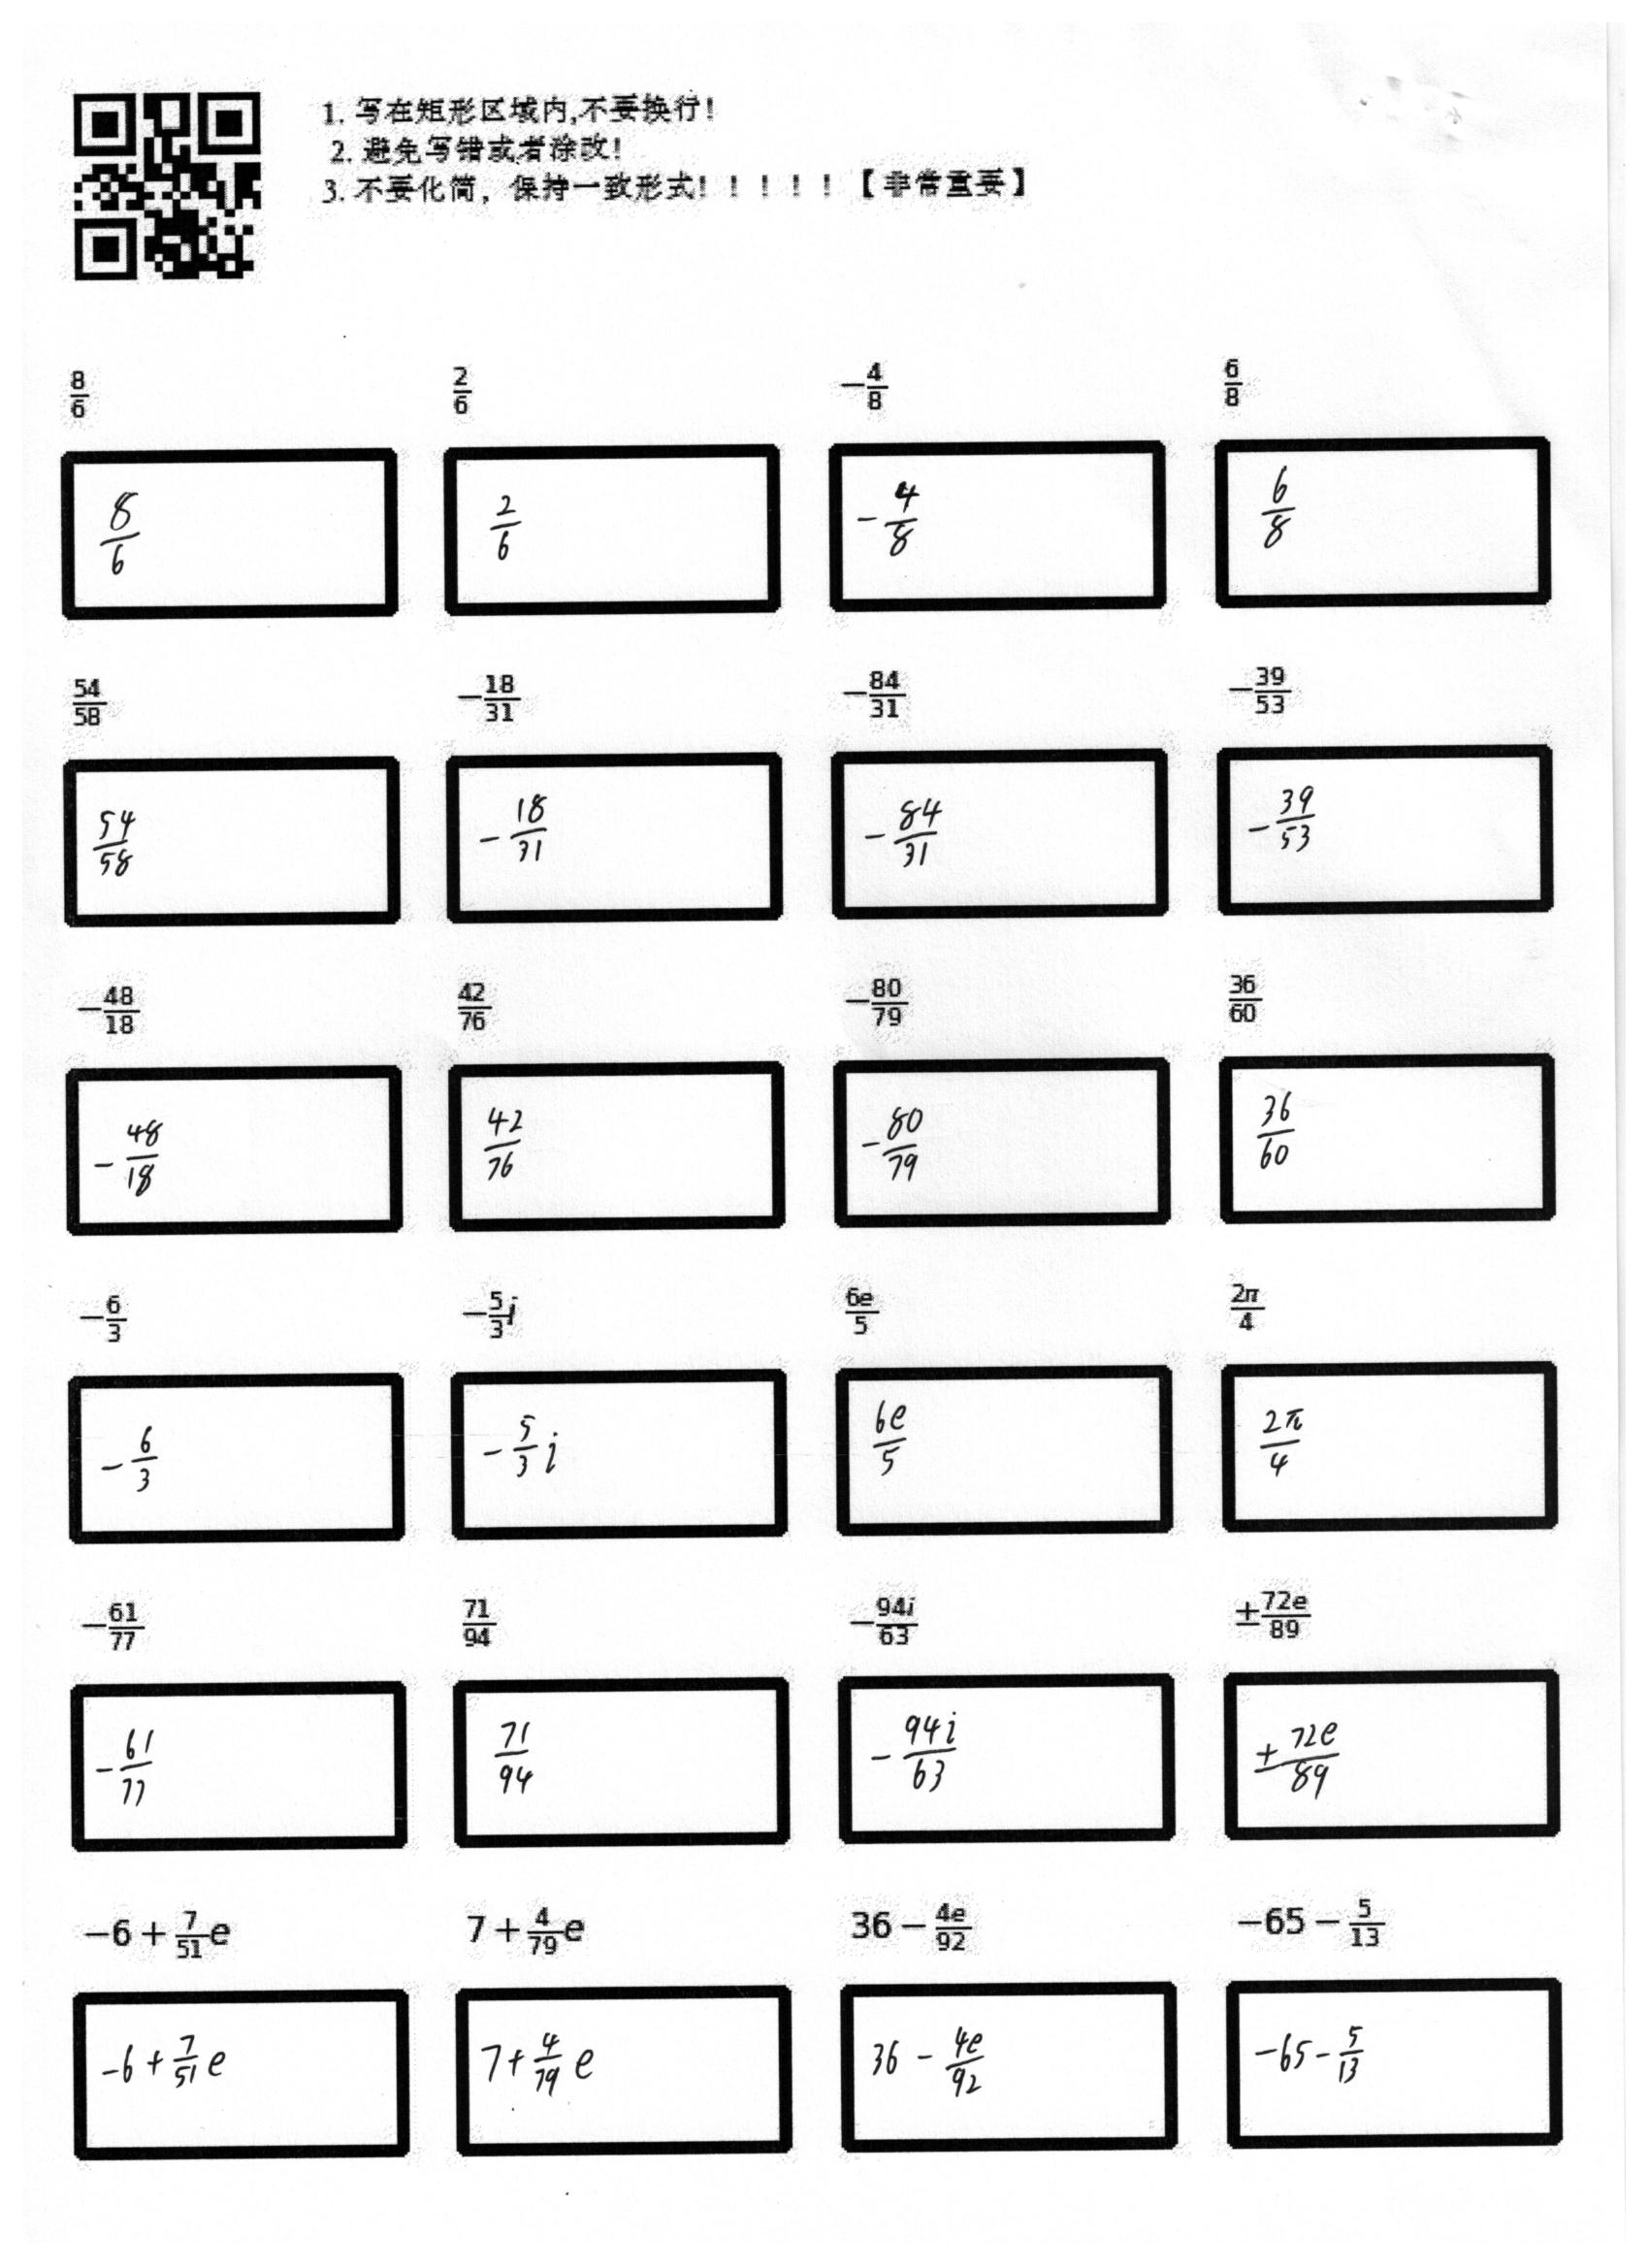 1. 写在矩形区域内,不要换行!
2. 避免写错或者涂改!
3. 不要化简，保持一致形式!！！！！【非常重要】
8/6 2/6 -4/8 6/8
8/6 2/6 -4/8 6/8
54/58 -18/31 -84/31 -39/53
54/58 -18/31 -84/31 -39/53
-48/18 42/76 -80/79 36/60
-48/18 42/76 -80/79 36/60
-6/3 -5/3i 6e/5 2π/4
-6/3 -5/3i 6e/5 2π/4
-61/77 71/94 -94i/63 ±72e/89
-61/77 71/94 -94i/63 ±72e/89
-6+7/51e 7+4/79e 36-4e/92 -65-5/13
-6+7/51e 7+4/79e 36-4e/92 -65-5/13